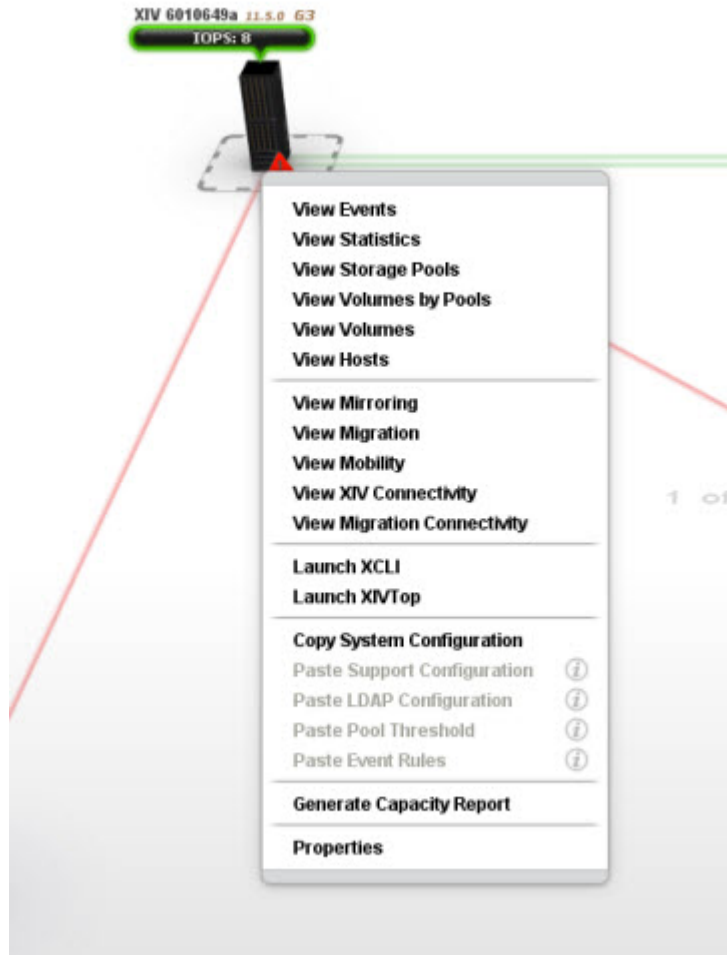 XIV 6010649a 11.5.0 G3
IOPS: 8
View Events
View Statistics
View Storage Pools
View Volumes by Pools
View Volumes
View Hosts
View Mirroring
View Migration
View Mobility
View XIV Connectivity
1 of
View Migration Connectivity
Launch XCLI
Launch XIVTop
Copy System Configuration
Paste Support Configuration
Paste LDAP Configuration
Paste Pool Threshold
Paste Event Rules
Generate Capacity Report
Properties